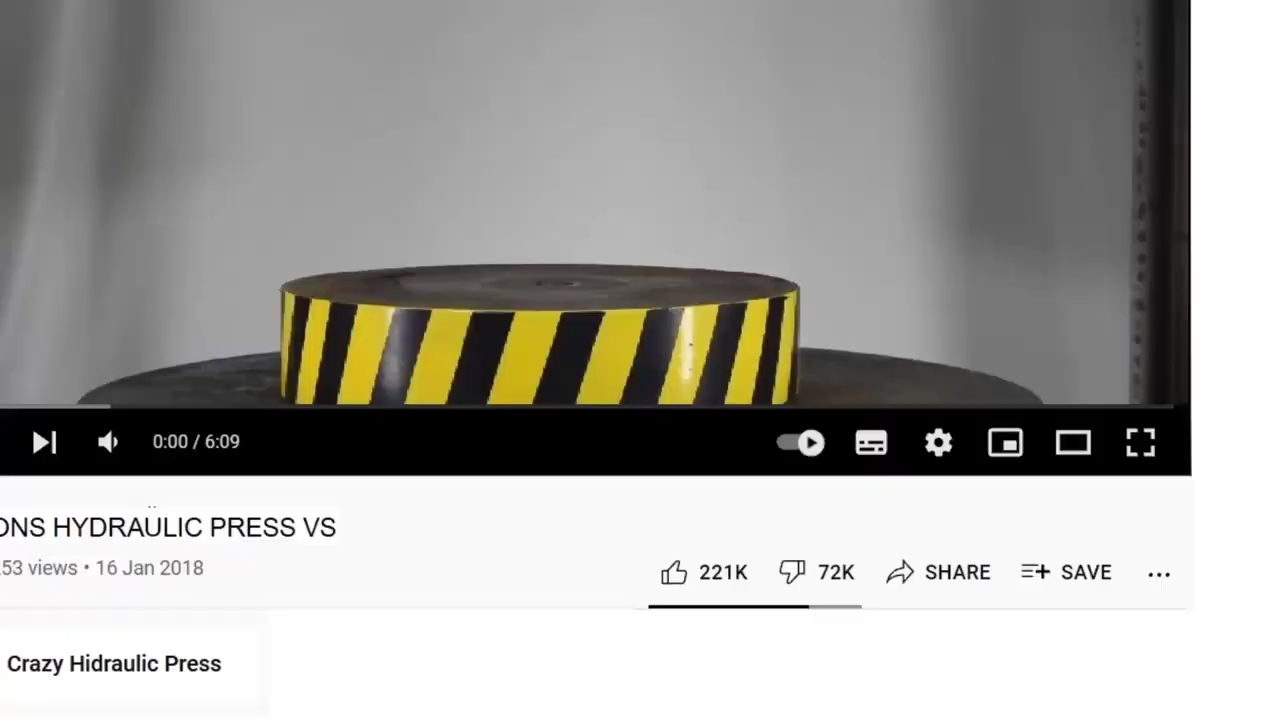 0:00 / 6:09
ONS HYDRAULIC PRESS VS
53 views • 16 Jan 2018
221K
72K
SHARE
SAVE
Crazy Hidraulic Press